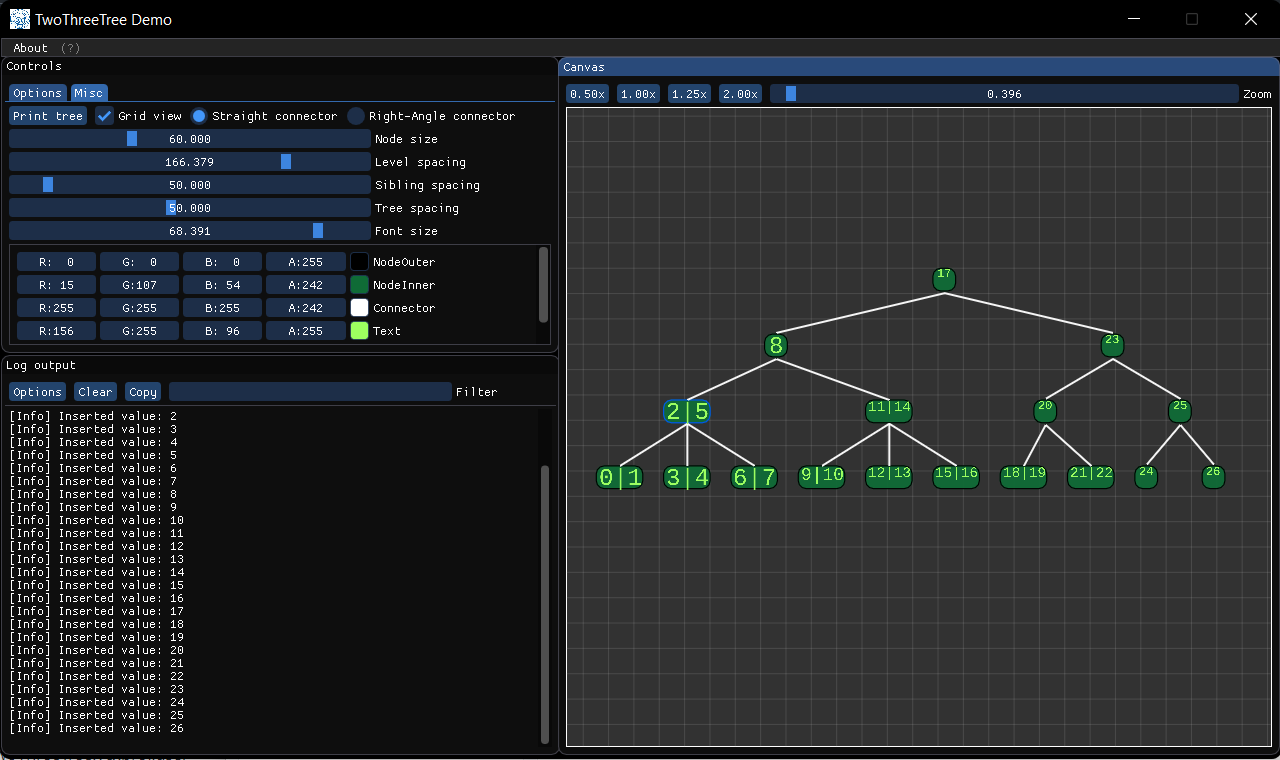 TwoThreeTree Demo
About (?)
Controls
Options Misc
Print tree Grid view Straight connector Right-Angle connector
60.000 Node size
166.379 Level spacing
50.000 Sibling spacing
50.000 Tree spacing
68.391 Font size
R: 0 G: 0 B: 0 A:255 NodeOuter
R: 15 G:107 B: 54 A:242 NodeInner
R:255 G:255 B:255 A:242 Connector
R:156 G:255 B: 96 A:255 Text
Log output
Options Clear Copy Filter
[Info] Inserted value: 2
[Info] Inserted value: 3
[Info] Inserted value: 4
[Info] Inserted value: 5
[Info] Inserted value: 6
[Info] Inserted value: 7
[Info] Inserted value: 8
[Info] Inserted value: 9
[Info] Inserted value: 10
[Info] Inserted value: 11
[Info] Inserted value: 12
[Info] Inserted value: 13
[Info] Inserted value: 14
[Info] Inserted value: 15
[Info] Inserted value: 16
[Info] Inserted value: 17
[Info] Inserted value: 18
[Info] Inserted value: 19
[Info] Inserted value: 20
[Info] Inserted value: 21
[Info] Inserted value: 22
[Info] Inserted value: 23
[Info] Inserted value: 24
[Info] Inserted value: 25
[Info] Inserted value: 26
Canvas
0.50x 1.00x 1.25x 2.00x 0.396 Zoom
17
8 23
2|5 11|14 20 25
0|1 3|4 6|7 9|10 12|13 15|16 18|19 21|22 24 26